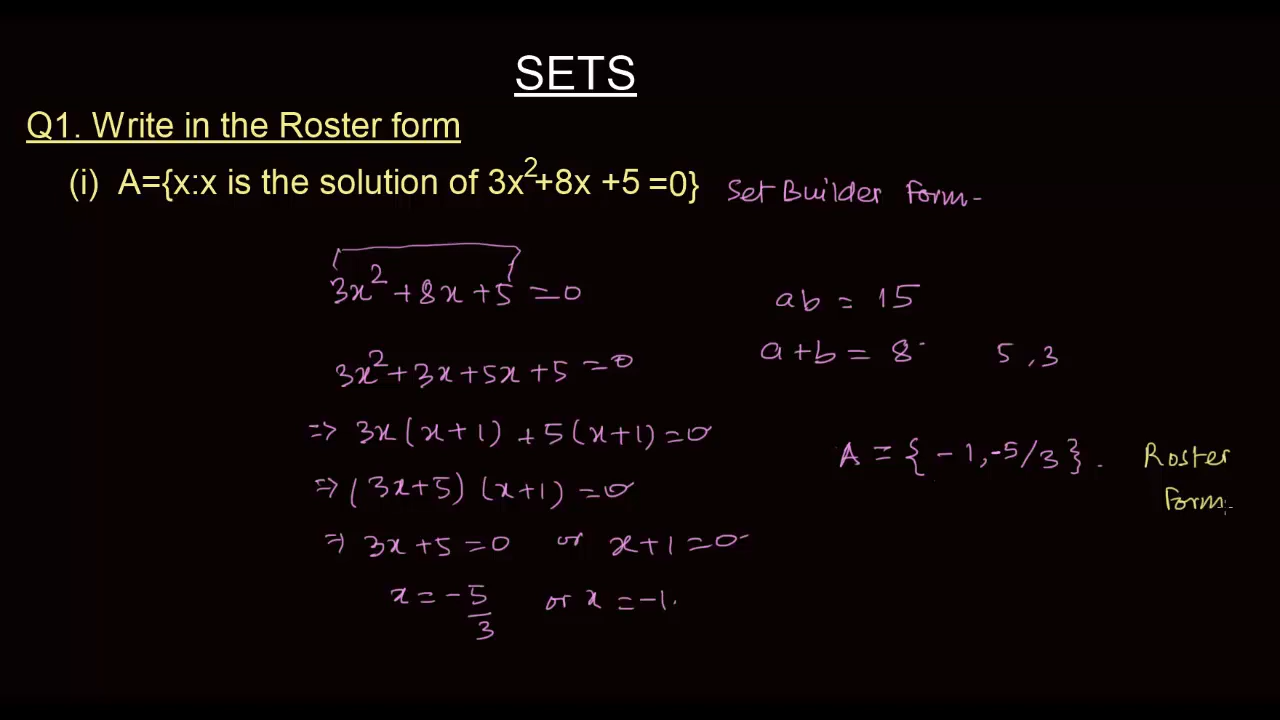 SETS
Q1. Write in the Roster form
(i) A={x:x is the solution of 3x²+8x +5 =0} Set Builder Form.
3x² + 8x + 5 = 0
ab = 15
3x² + 3x + 5x + 5 = 0
a + b = 8
5 , 3
⇒ 3x (x + 1) + 5 (x + 1) = 0
A = { - 1, -5/3 } . Roster Form.
⇒ (3x + 5) (x + 1) = 0
⇒ 3x + 5 = 0 or x + 1 = 0
x = - 5/3 or x = -1.